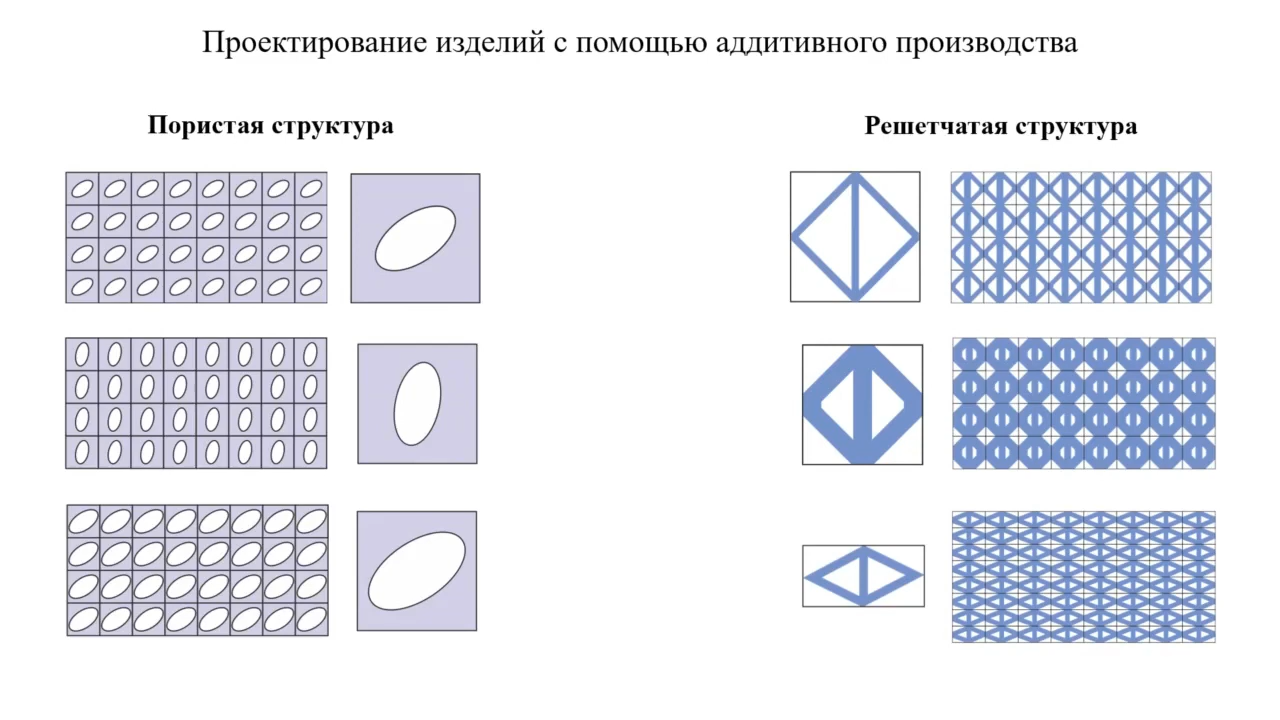 Проектирование изделий с помощью аддитивного производства
Пористая структура
Решетчатая структура